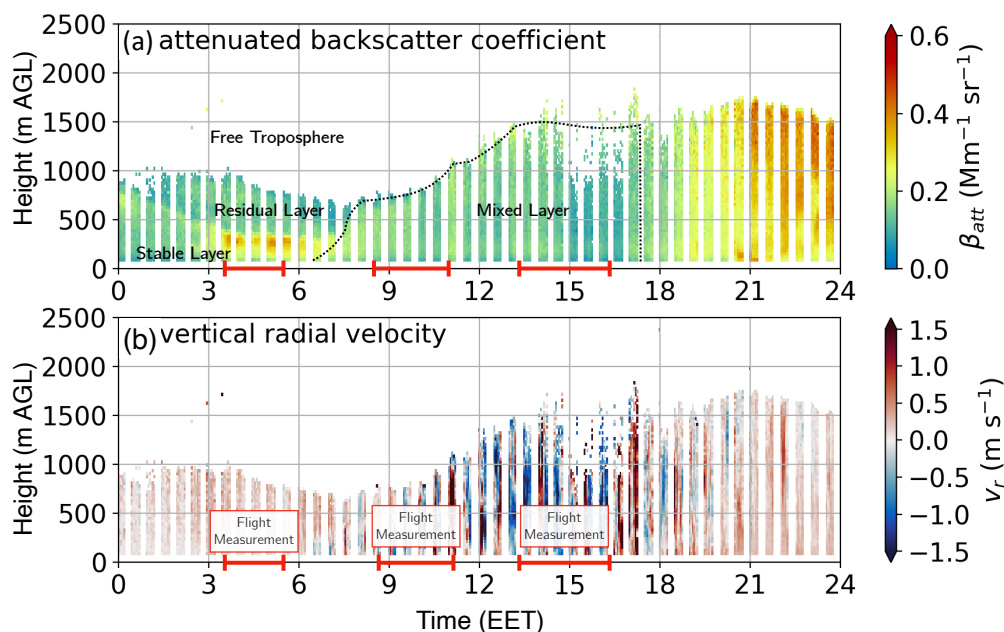 (a) attenuated backscatter coefficient
2500
2000
1500
1000
500
0
Height (m AGL)
Free Troposphere
Residual Layer
Mixed Layer
Stable Layer
0 3 6 9 12 15 18 21 24
0.6
0.4
0.2
0.0
β_att (Mm⁻¹ sr⁻¹)
(b) vertical radial velocity
2500
2000
1500
1000
500
0
Height (m AGL)
Flight
Measurement
Flight
Measurement
Flight
Measurement
0 3 6 9 12 15 18 21 24
Time (EET)
1.5
1.0
0.5
0.0
−0.5
−1.0
−1.5
v_r (m s⁻¹)